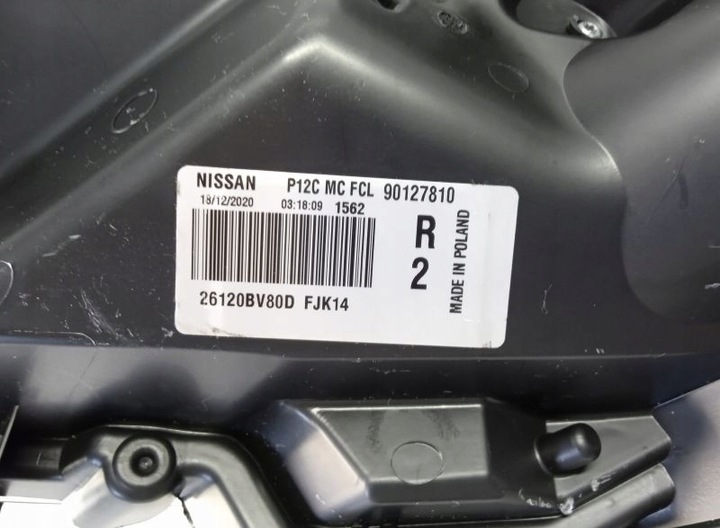 NISSAN P12C MC FCL 90127810
18/12/2020 03:18:09 1562
R
2
MADE IN POLAND
26120BV80D FJK14